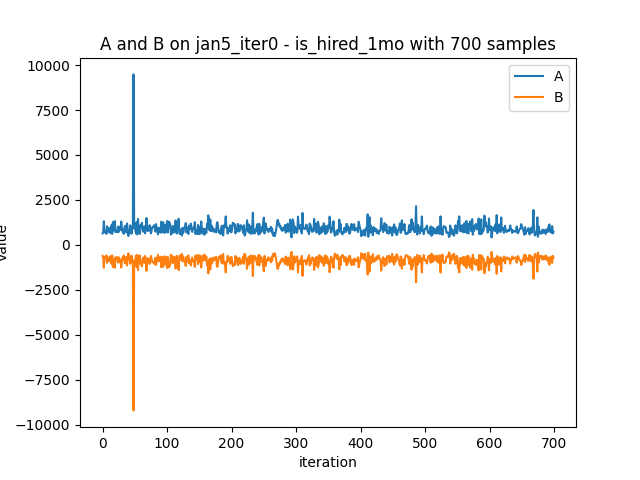 A and B on jan5_iter0 - is_hired_1mo with 700 samples
A
B
10000
7500
5000
2500
0
−2500
−5000
−7500
−10000
value
0 100 200 300 400 500 600 700
iteration